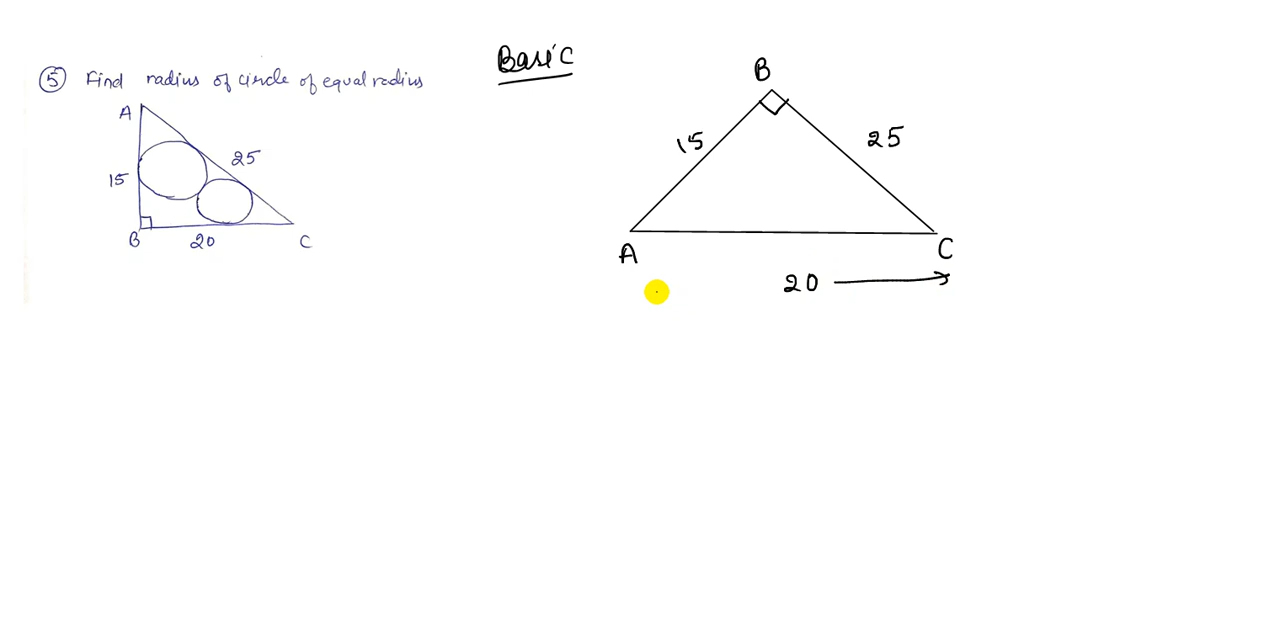 Basic
⑤ Find radius of circle of equal radius
A
25
15
B
20
C
B
15
25
A
C
20